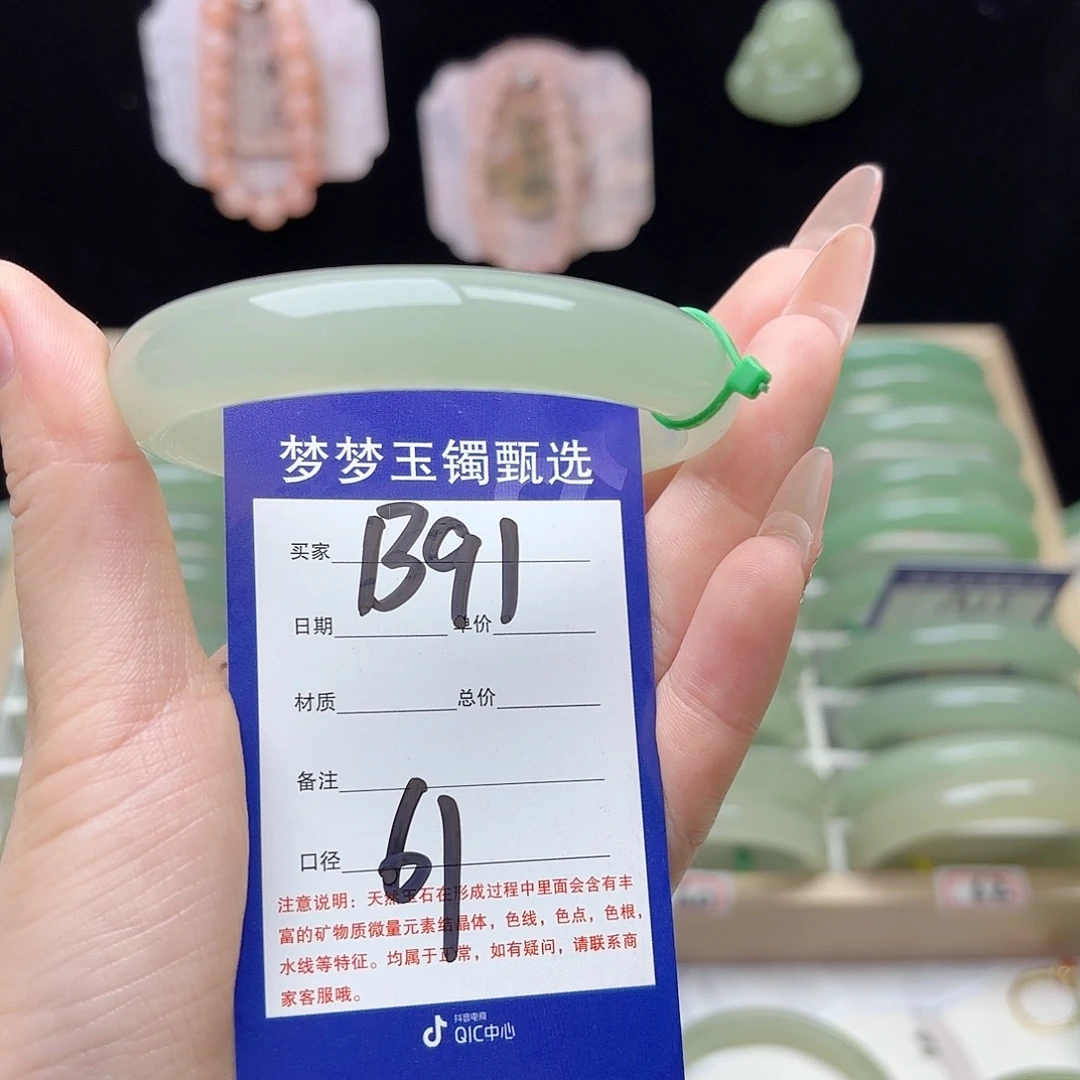 梦梦玉镯甄选
买家 B91
日期 单价
材质 总价
备注
口径 61
注意说明：天然玉石在形成过程中里面会含有丰
富的矿物质微量元素结晶体，色线，色点，色根，
水线等特征。均属于正常，如有疑问，请联系商
家客服哦。
抖音电商
QIC中心